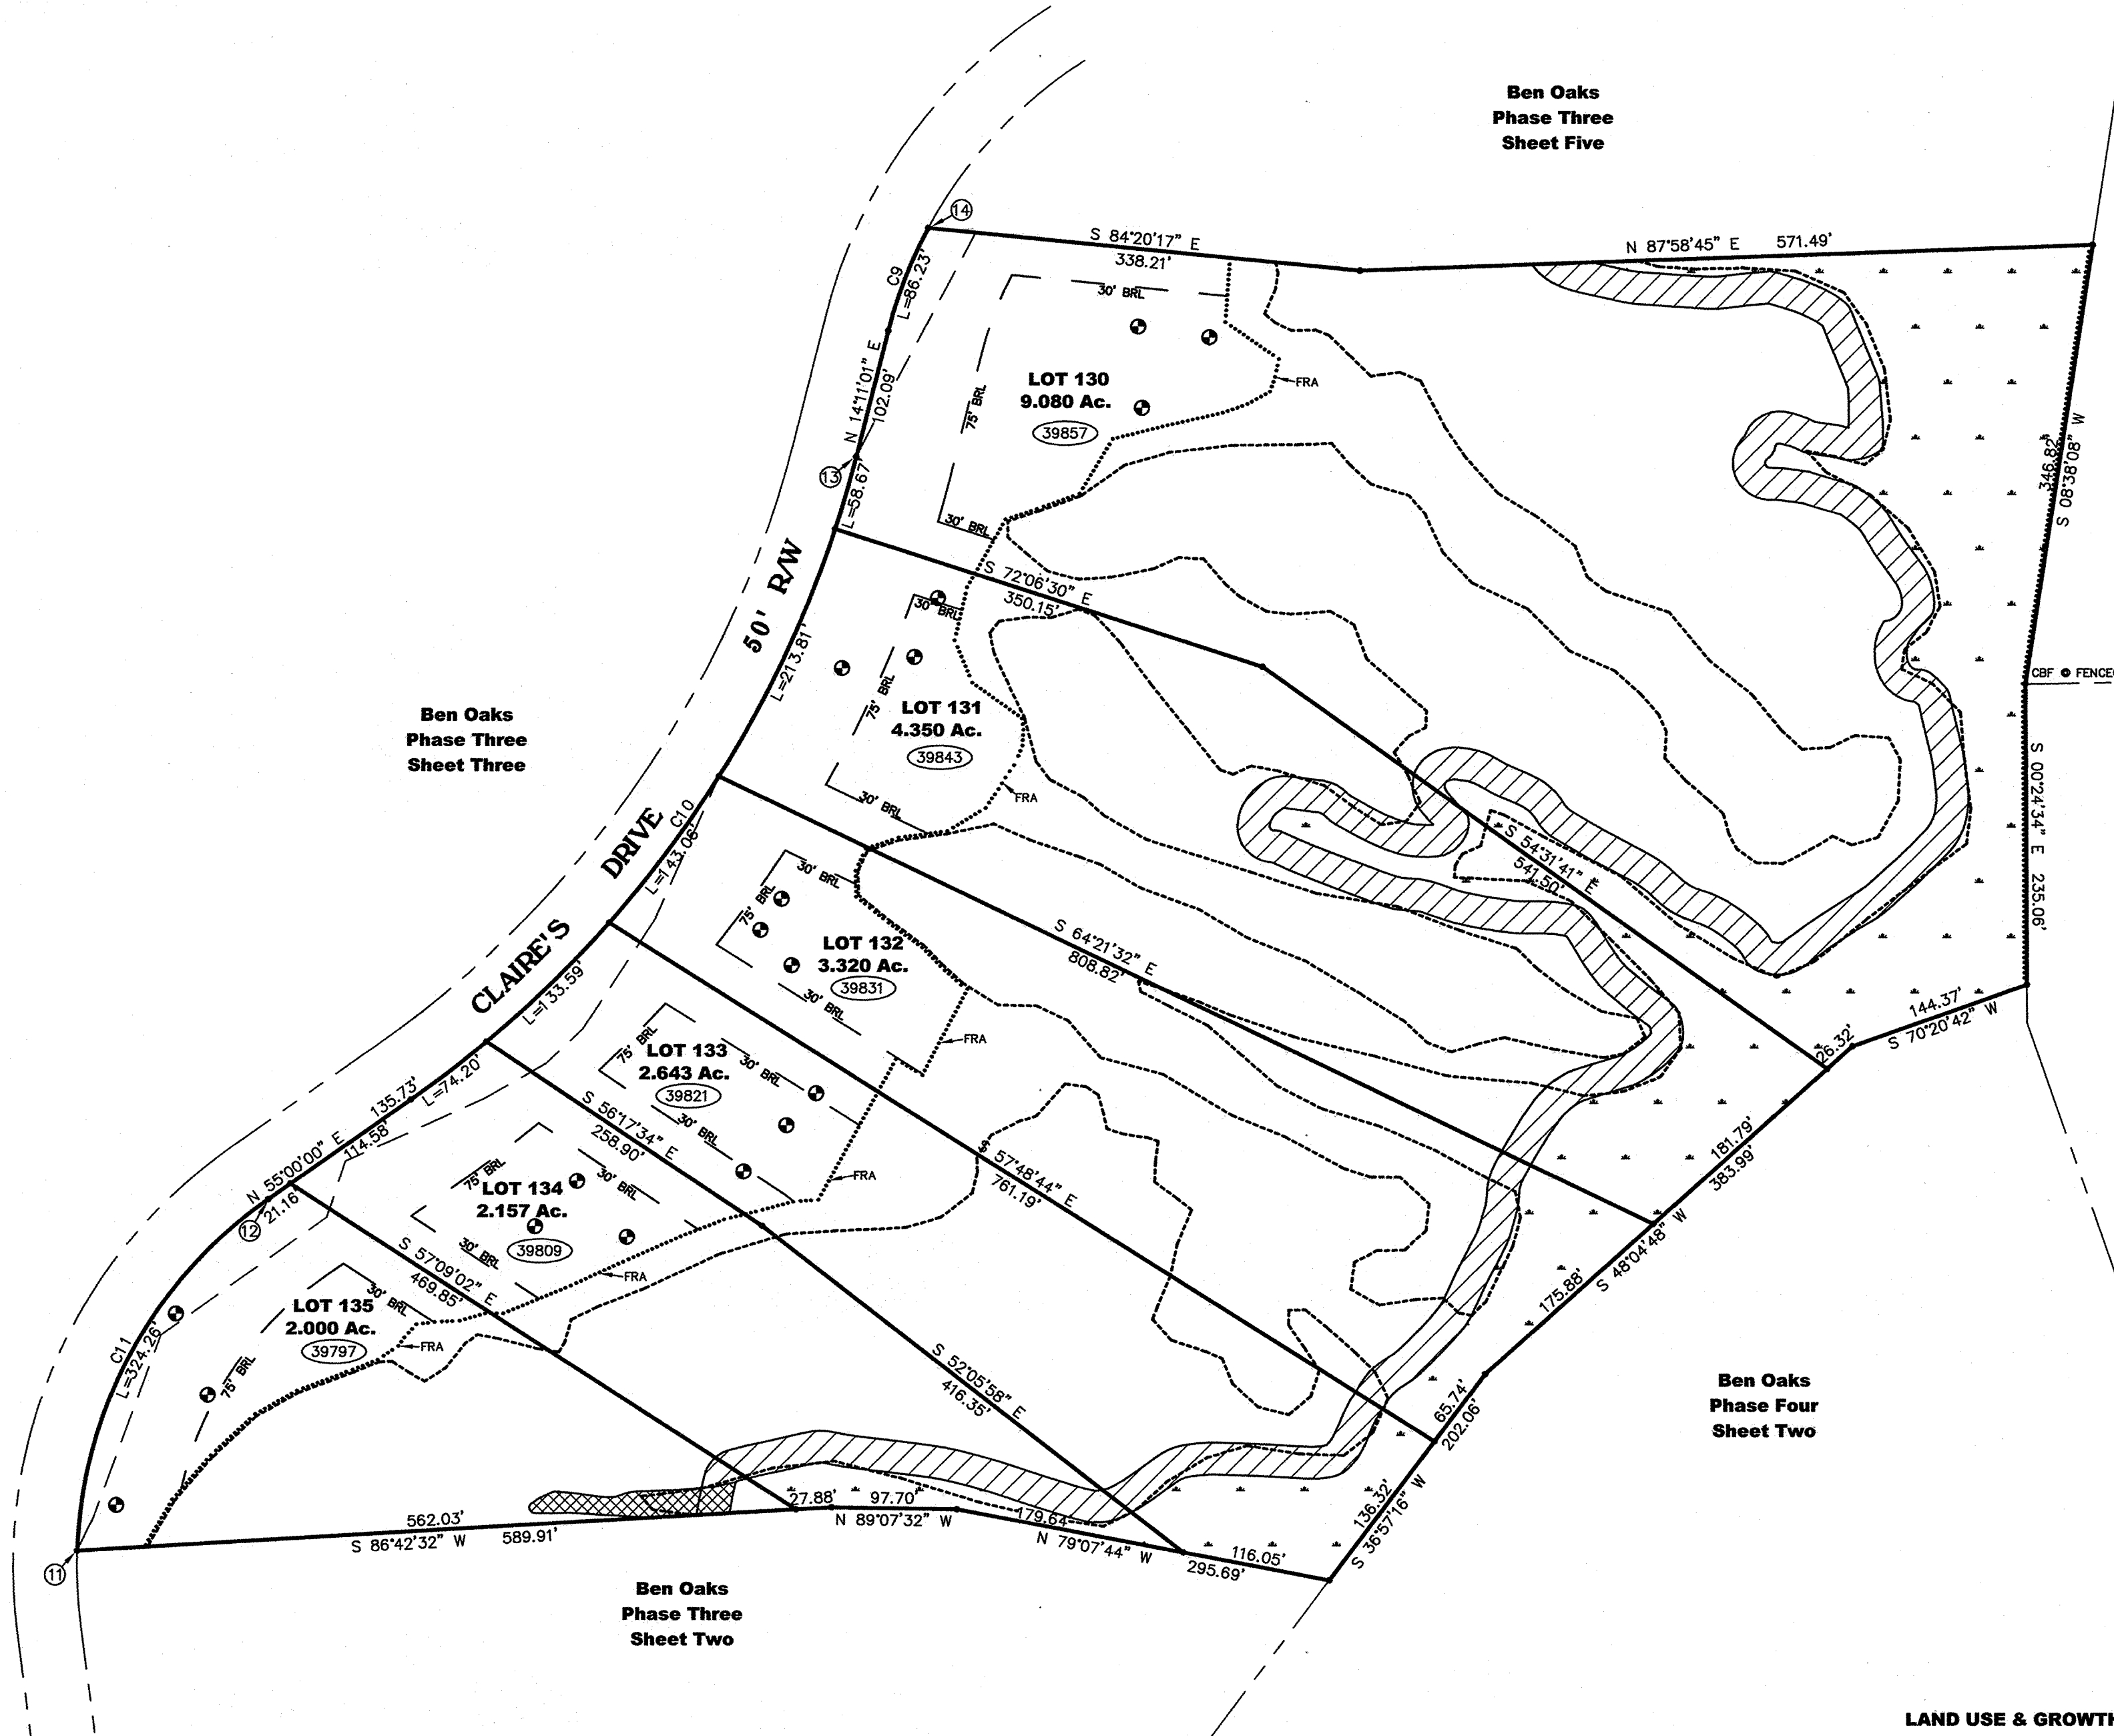 Ben Oaks
Phase Three
Sheet Five
14
S 84°20'17" E
338.21'
N 87°58'45" E 571.49'
C9
L=86.23'
30' BRL
N 14°11'01" E
102.09'
75' BRL
LOT 130
9.080 Ac.
39857
FRA
13
L=58.67'
30' BRL
346.82'
S 08°38'08" W
50' R/W
S 72°06'30" E
350.15'
30' BRL
L=213.81'
75' BRL
LOT 131
4.350 Ac.
39843
30' BRL
FRA
CBF @ FENCE
Ben Oaks
Phase Three
Sheet Three
S 00°24'34" E 235.06'
S 54°31'41" E
541.50'
C10
L=143.06'
CLAIRE'S DRIVE
30' BRL
75' BRL
LOT 132
3.320 Ac.
39831
30' BRL
FRA
S 64°21'32" E
808.82'
144.37'
S 70°20'42" W
26.32'
L=133.59'
75' BRL
LOT 133
2.643 Ac.
39821
30' BRL
30' BRL
FRA
181.79'
383.99'
S 48°04'48" W
175.88'
135.73'
L=74.20'
N 55°00'00" E
114.58'
S 56°17'34" E
258.90'
S 57°48'44" E
761.19'
21.16'
12
75' BRL
LOT 134
2.157 Ac.
39809
30' BRL
30' BRL
FRA
S 57°09'02" E
469.85'
LOT 135
2.000 Ac.
39797
30' BRL
75' BRL
FRA
C11
L=324.26'
S 52°05'58" E
416.35'
65.74'
202.06'
136.32'
S 36°57'16" W
Ben Oaks
Phase Four
Sheet Two
562.03'
S 86°42'32" W 589.91'
27.88'
97.70'
N 89°07'32" W
179.64'
N 79°07'44" W
116.05'
295.69'
11
Ben Oaks
Phase Three
Sheet Two
LAND USE & GROWTH